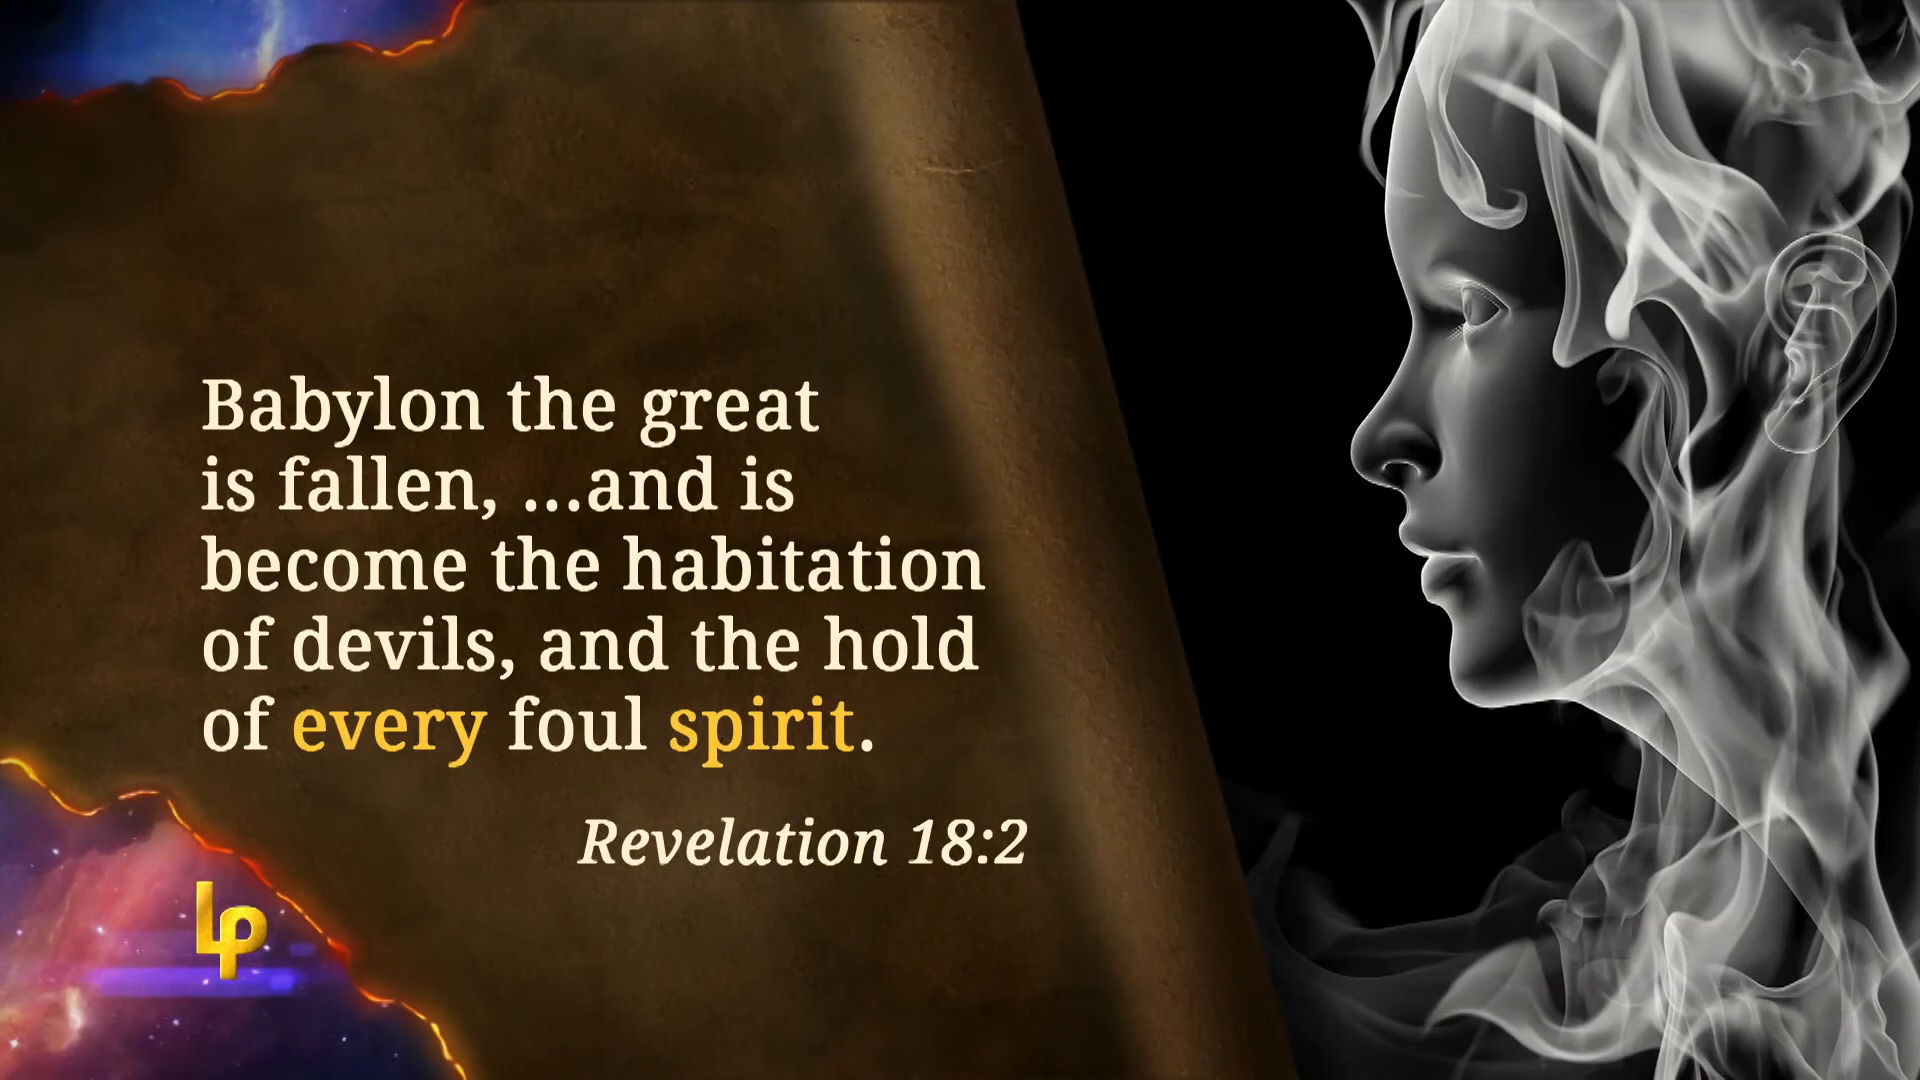 Babylon the great
is fallen, ...and is
become the habitation
of devils, and the hold
of every foul spirit.
Revelation 18:2
Lp